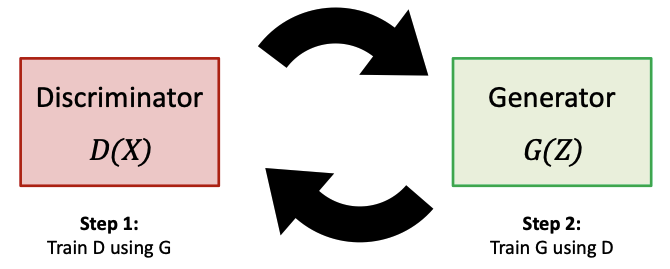 Discriminator
D(X)
Step 1:
Train D using G
Generator
G(Z)
Step 2:
Train G using D